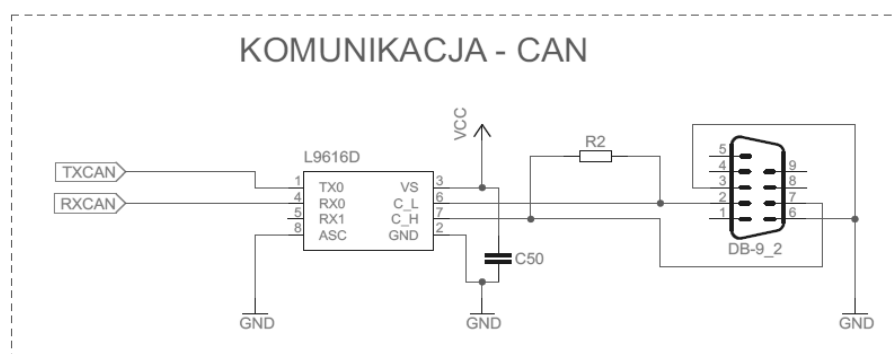 KOMUNIKACJA - CAN
VCC
R2
L9616D
TXCAN
RXCAN
1 TX0 VS 3
4 RX0 C_L 6
5 RX1 C_H 7
8 ASC GND 2
C50
5
4 9
3 8
2 7
1 6
DB-9_2
GND GND GND